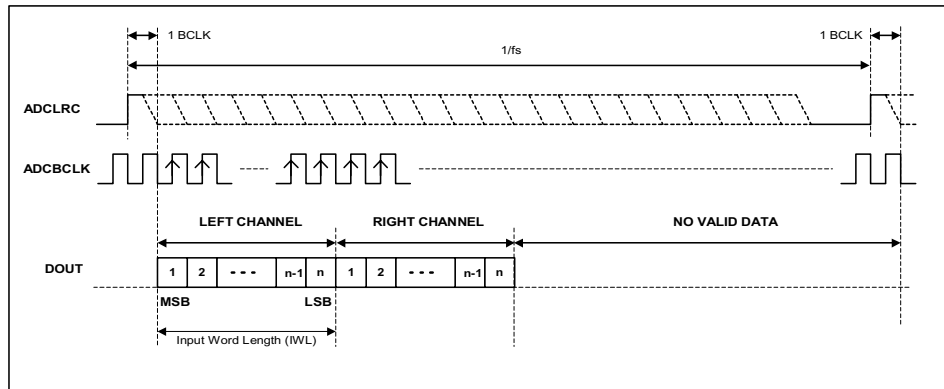 1 BCLK 1 BCLK
1/fs
ADCLRC
ADCBCLK
LEFT CHANNEL RIGHT CHANNEL NO VALID DATA
DOUT 1 2 - - - n-1 n 1 2 - - - n-1 n
MSB LSB
Input Word Length (IWL)